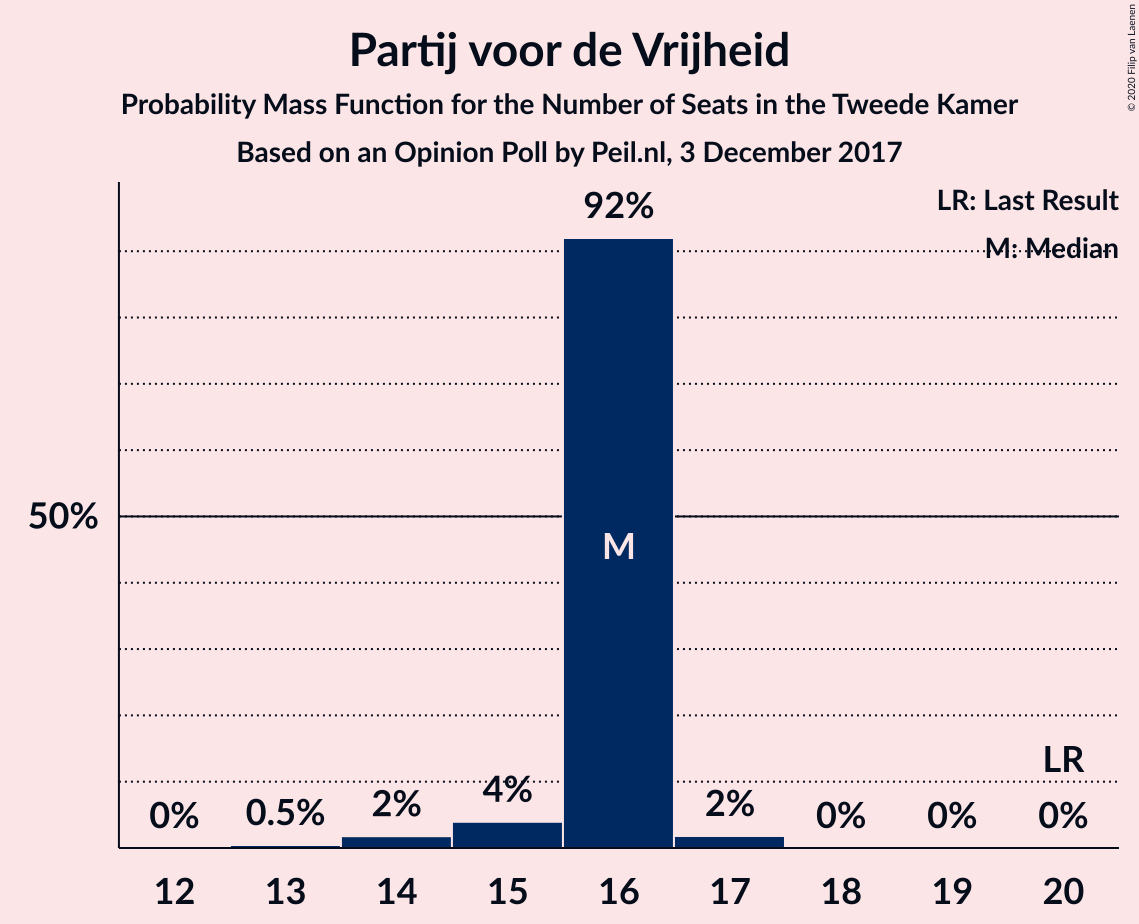 Partij voor de Vrijheid
Probability Mass Function for the Number of Seats in the Tweede Kamer
Based on an Opinion Poll by Peil.nl, 3 December 2017
© 2020 Filip van Laenen
LR: Last Result
M: Median
92%
50%
M
LR
0%
0.5%
2%
4%
2%
0%
0%
0%
12 13 14 15 16 17 18 19 20